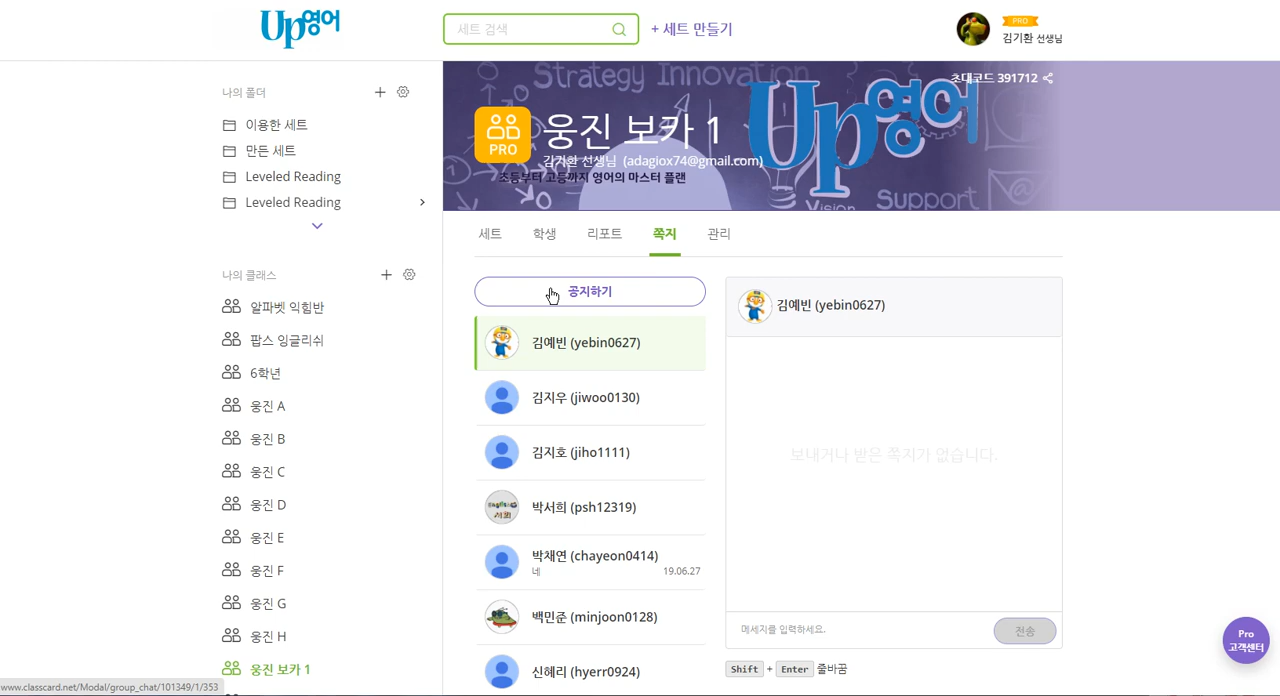 Up영어
세트 검색
+ 세트 만들기
PRO
김기환 선생님
나의 폴더
이용한 세트
만든 세트
Leveled Reading
Leveled Reading
나의 클래스
알파벳 익힘반
팝스 잉글리쉬
6학년
웅진 A
웅진 B
웅진 C
웅진 D
웅진 E
웅진 F
웅진 G
웅진 H
웅진 보카 1
www.classcard.net/Modal/group_chat/101349/1/353
Strategy Innovation
초대코드 391712
PRO
웅진 보카 1
김기환 선생님 (adagiox74@gmail.com)
초등부터 고등까지 영어의 마스터 플랜
Up영어
Vision
Support
세트 학생 리포트 쪽지 관리
공지하기
김예빈 (yebin0627)
김지우 (jiwoo0130)
김지호 (jiho1111)
박서희 (psh12319)
박채연 (chayeon0414)
네 19.06.27
백민준 (minjoon0128)
신혜리 (hyerr0924)
김예빈 (yebin0627)
보내거나 받은 쪽지가 없습니다.
메세지를 입력하세요.
전송
Shift + Enter 줄바꿈
Pro
고객센터